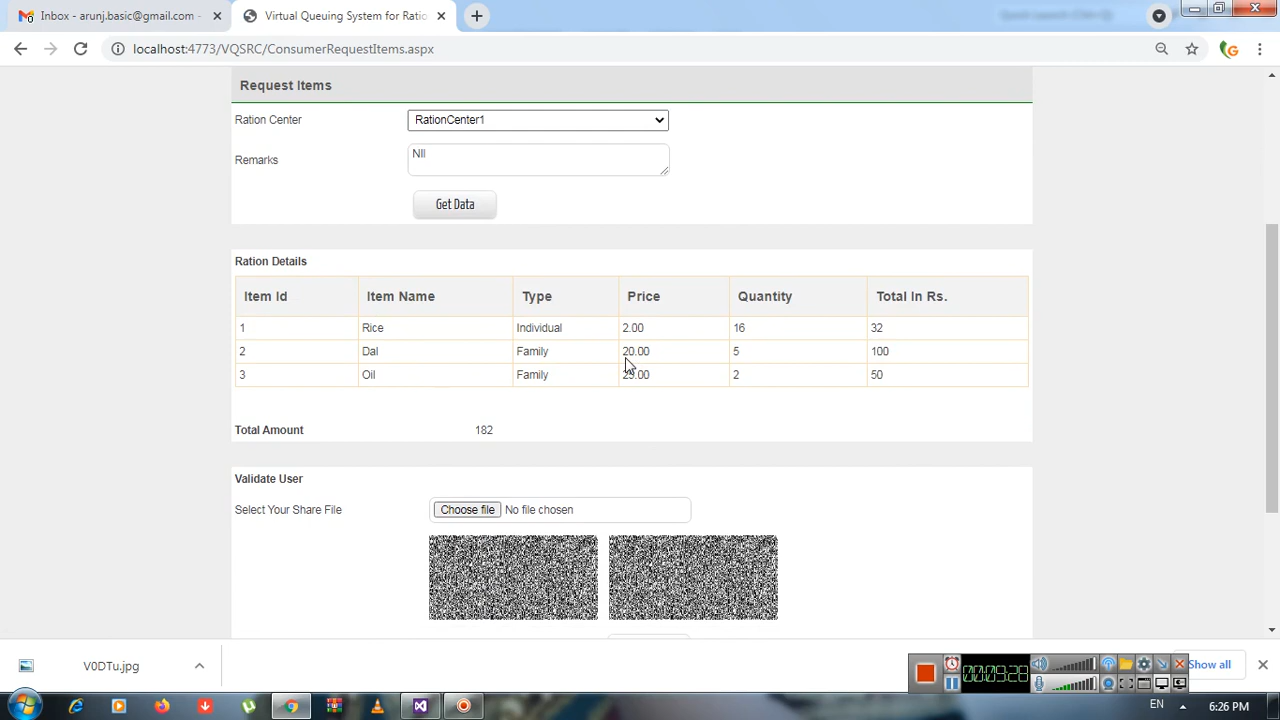 Inbox - arunj.basic@gmail.com -
Virtual Queuing System for Ratio
localhost:4773/VQSRC/ConsumerRequestItems.aspx
Request Items
Ration Center RationCenter1
Remarks NIl
Get Data
Ration Details
Item Id Item Name Type Price Quantity Total In Rs.
1 Rice Individual 2.00 16 32
2 Dal Family 20.00 5 100
3 Oil Family 25.00 2 50
Total Amount 182
Validate User
Select Your Share File Choose file No file chosen
V0DTu.jpg Show all
EN 6:26 PM